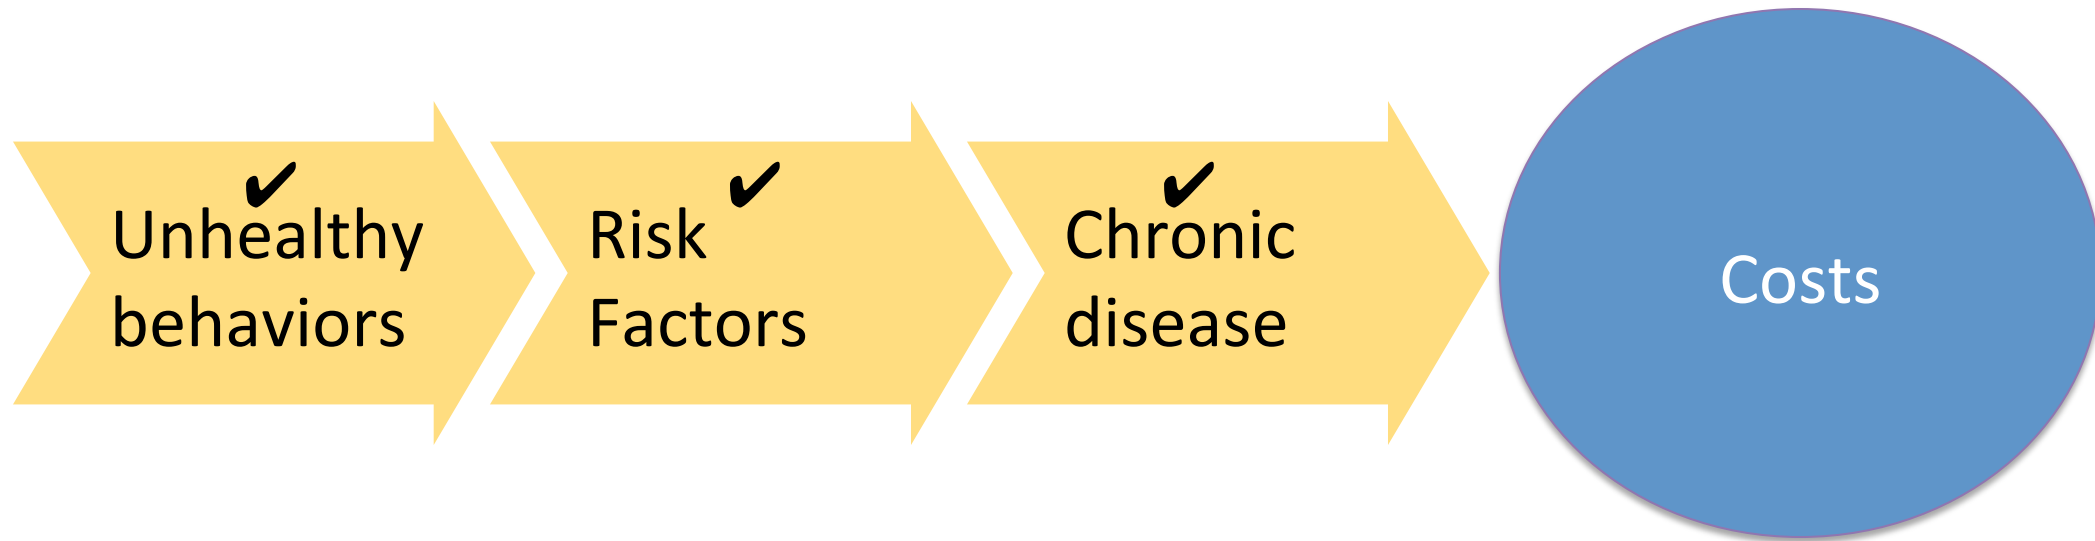 ✔
Unhealthy
behaviors
✔
Risk
Factors
✔
Chronic
disease
Costs